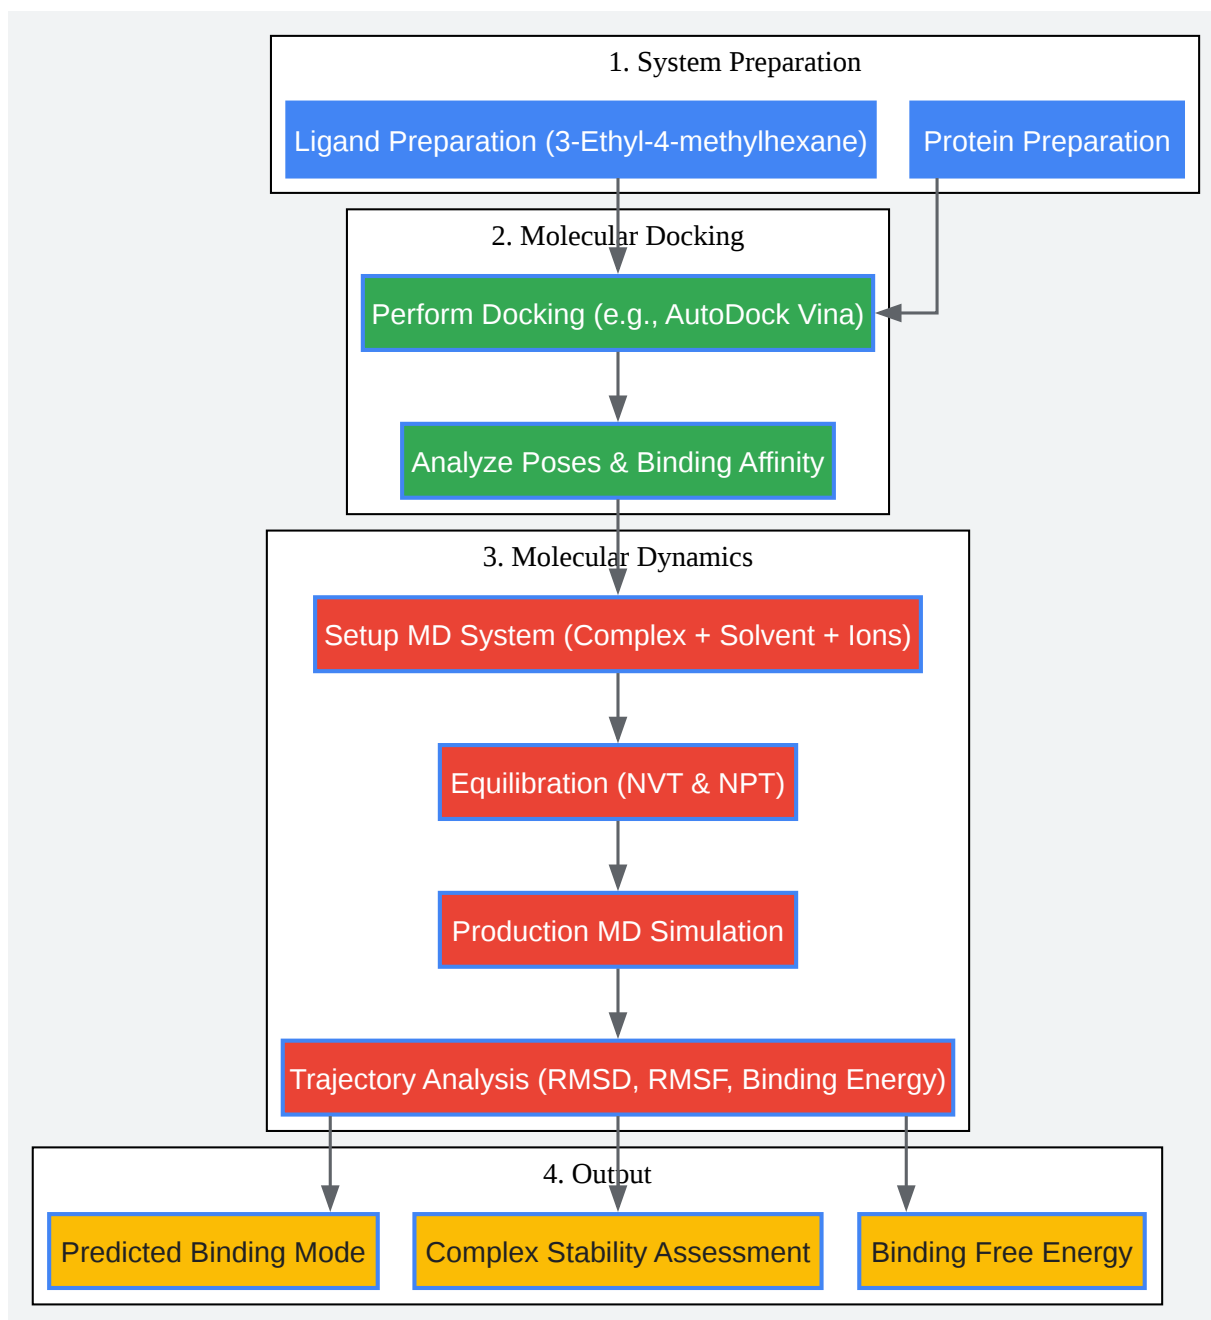 1. System Preparation
Ligand Preparation (3-Ethyl-4-methylhexane)
Protein Preparation
2. Molecular Docking
Perform Docking (e.g., AutoDock Vina)
Analyze Poses & Binding Affinity
3. Molecular Dynamics
Setup MD System (Complex + Solvent + Ions)
Equilibration (NVT & NPT)
Production MD Simulation
Trajectory Analysis (RMSD, RMSF, Binding Energy)
4. Output
Predicted Binding Mode
Complex Stability Assessment
Binding Free Energy